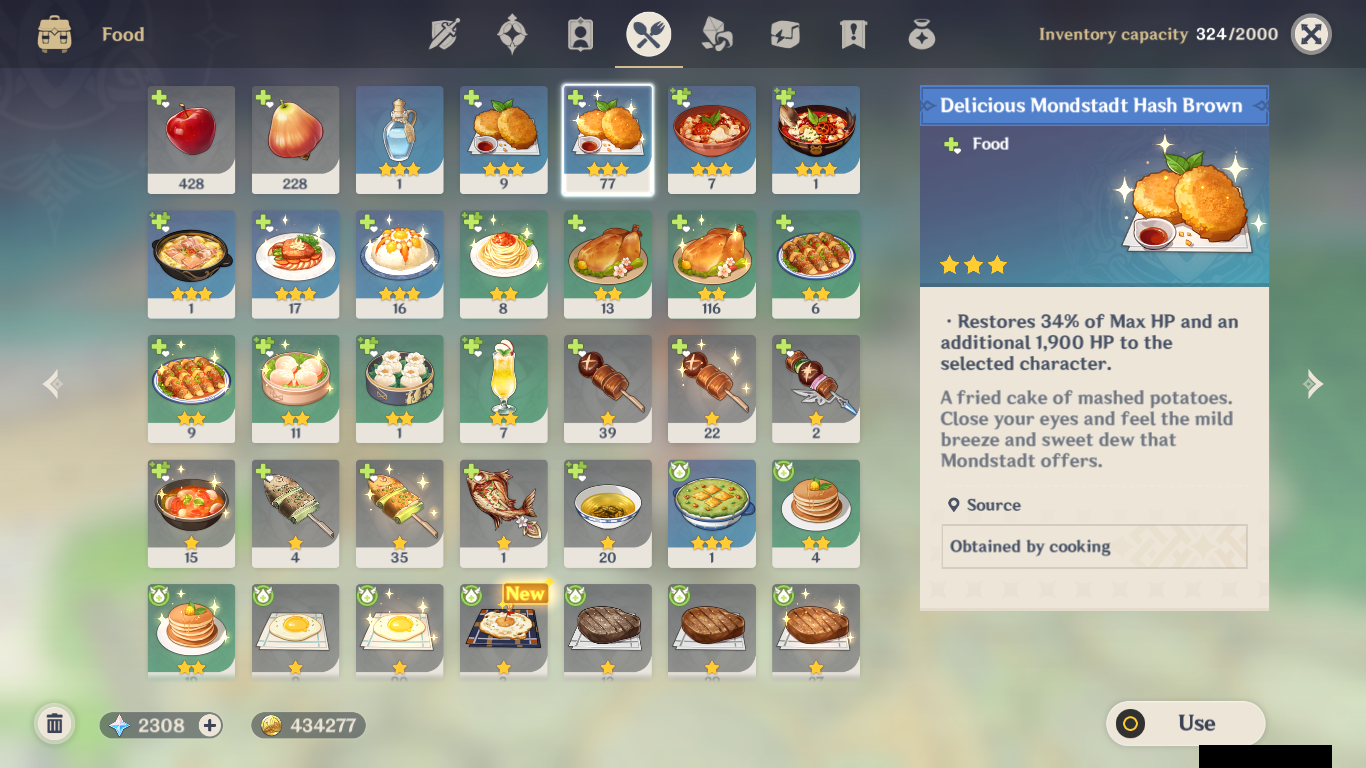 Food
Inventory capacity 324/2000
428
228
1
9
77
7
1
1
17
16
8
13
116
6
9
11
1
7
39
22
2
15
4
35
1
20
1
4
New
Delicious Mondstadt Hash Brown
Food
· Restores 34% of Max HP and an
additional 1,900 HP to the
selected character.
A fried cake of mashed potatoes.
Close your eyes and feel the mild
breeze and sweet dew that
Mondstadt offers.
Source
Obtained by cooking
2308
434277
Use